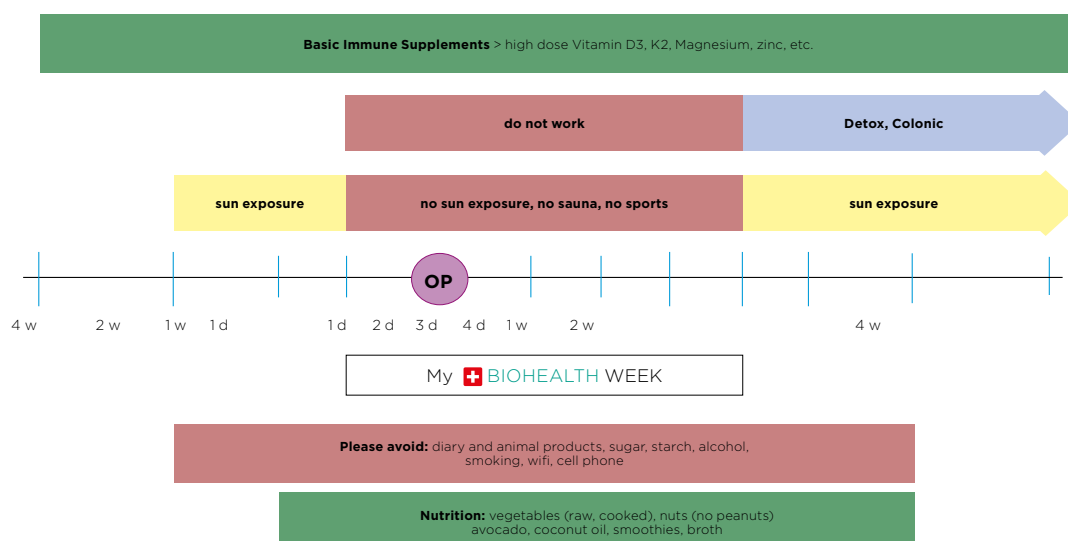 Basic Immune Supplements > high dose Vitamin D3, K2, Magnesium, zinc, etc.
do not work
Detox, Colonic
sun exposure
no sun exposure, no sauna, no sports
sun exposure
OP
4 w
2 w
1 w
1 d
1 d
2 d
3 d
4 d
1 w
2 w
4 w
My BIOHEALTH WEEK
Please avoid: diary and animal products, sugar, starch, alcohol,
smoking, wifi, cell phone
Nutrition: vegetables (raw, cooked), nuts (no peanuts)
avocado, coconut oil, smoothies, broth